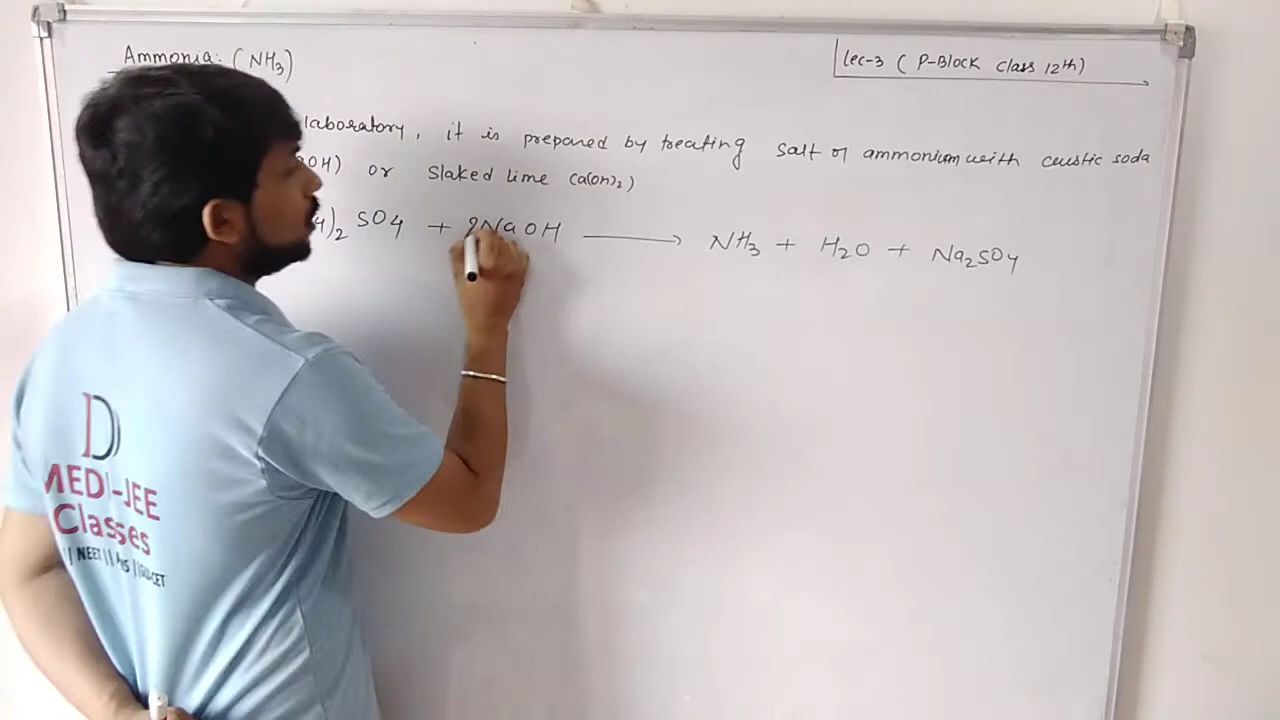 Ammonia: (NH3)
Lec-3 ( P-Block Class 12th)
laboratory, it is prepared by treating salt of ammonium with caustic soda
OH) or Slaked lime (Ca(OH)2)
4)2 SO4 + 2NaOH ⟶ NH3 + H2O + Na2SO4
D
MEDI-JEE
Classes
|| NEET ||